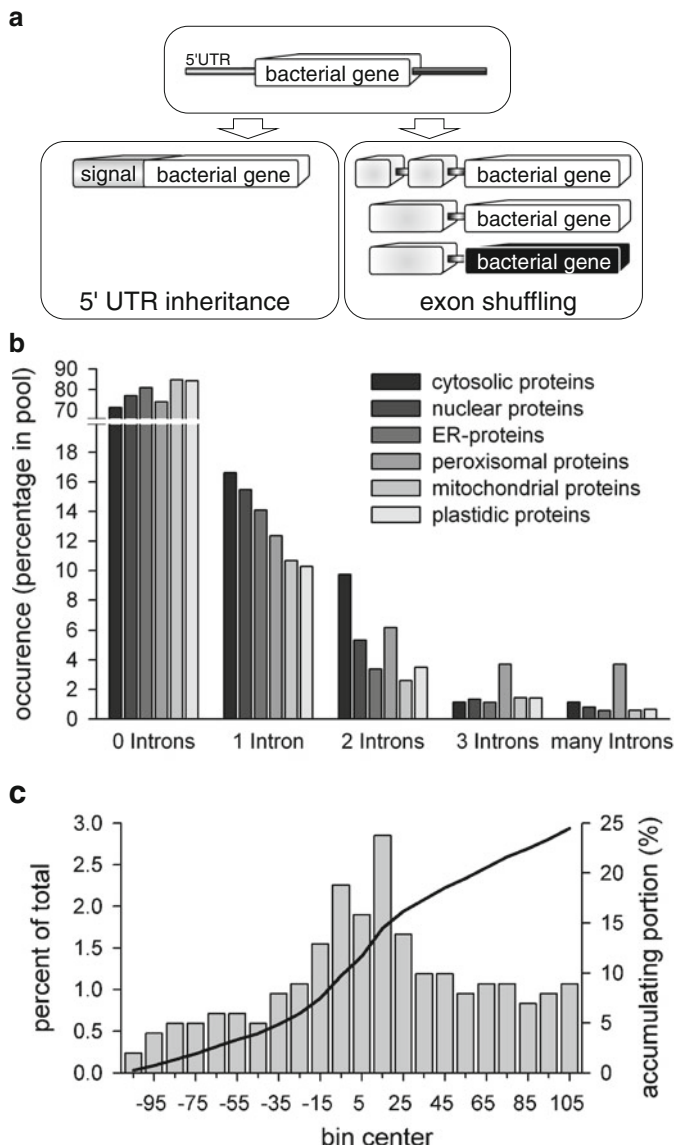 a
5'UTR
bacterial gene
signal
bacterial gene
bacterial gene
bacterial gene
bacterial gene
5' UTR inheritance
exon shuffling
b
90
80
70
18
16
14
12
10
8
6
4
2
0
occurence (percentage in pool)
cytosolic proteins
nuclear proteins
ER-proteins
peroxisomal proteins
mitochondrial proteins
plastidic proteins
0 Introns
1 Intron
2 Introns
3 Introns
many Introns
c
3.0
2.5
2.0
1.5
1.0
0.5
0.0
percent of total
25
20
15
10
5
0
accumulating portion (%)
-95
-75
-55
-35
-15
5
25
45
65
85
105
bin center